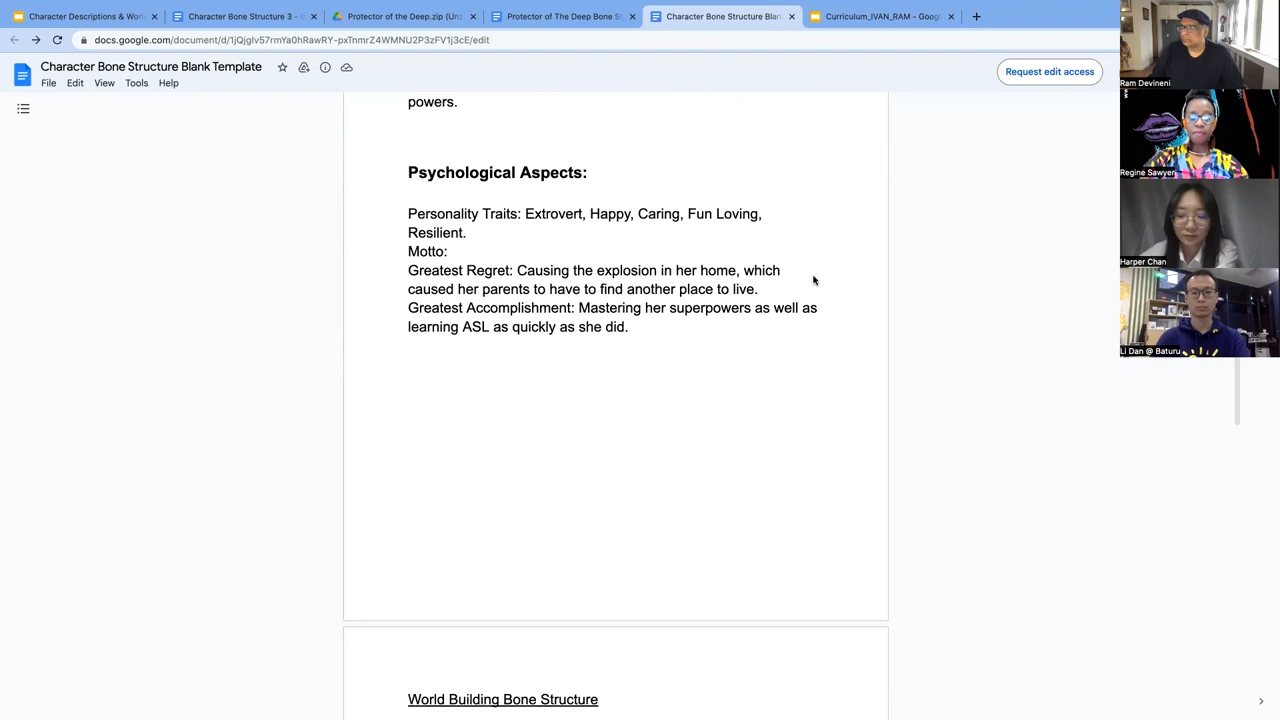 Character Descriptions & Worl
Character Bone Structure 3 - G
Protector of the Deep.zip (Unz
Protector of The Deep Bone St
Character Bone Structure Blan
Curriculum_IVAN_RAM - Googl
docs.google.com/document/d/1jQjglv57rmYa0hRawRY-pxTnmrZ4WMNU2P3zFV1j3cE/edit
Character Bone Structure Blank Template
File Edit View Tools Help
Request edit access
powers.
Psychological Aspects:
Personality Traits: Extrovert, Happy, Caring, Fun Loving,
Resilient.
Motto:
Greatest Regret: Causing the explosion in her home, which
caused her parents to have to find another place to live.
Greatest Accomplishment: Mastering her superpowers as well as
learning ASL as quickly as she did.
World Building Bone Structure
Ram Devineni
Regine Sawyer
Harper Chan
Li Dan @ Baturu